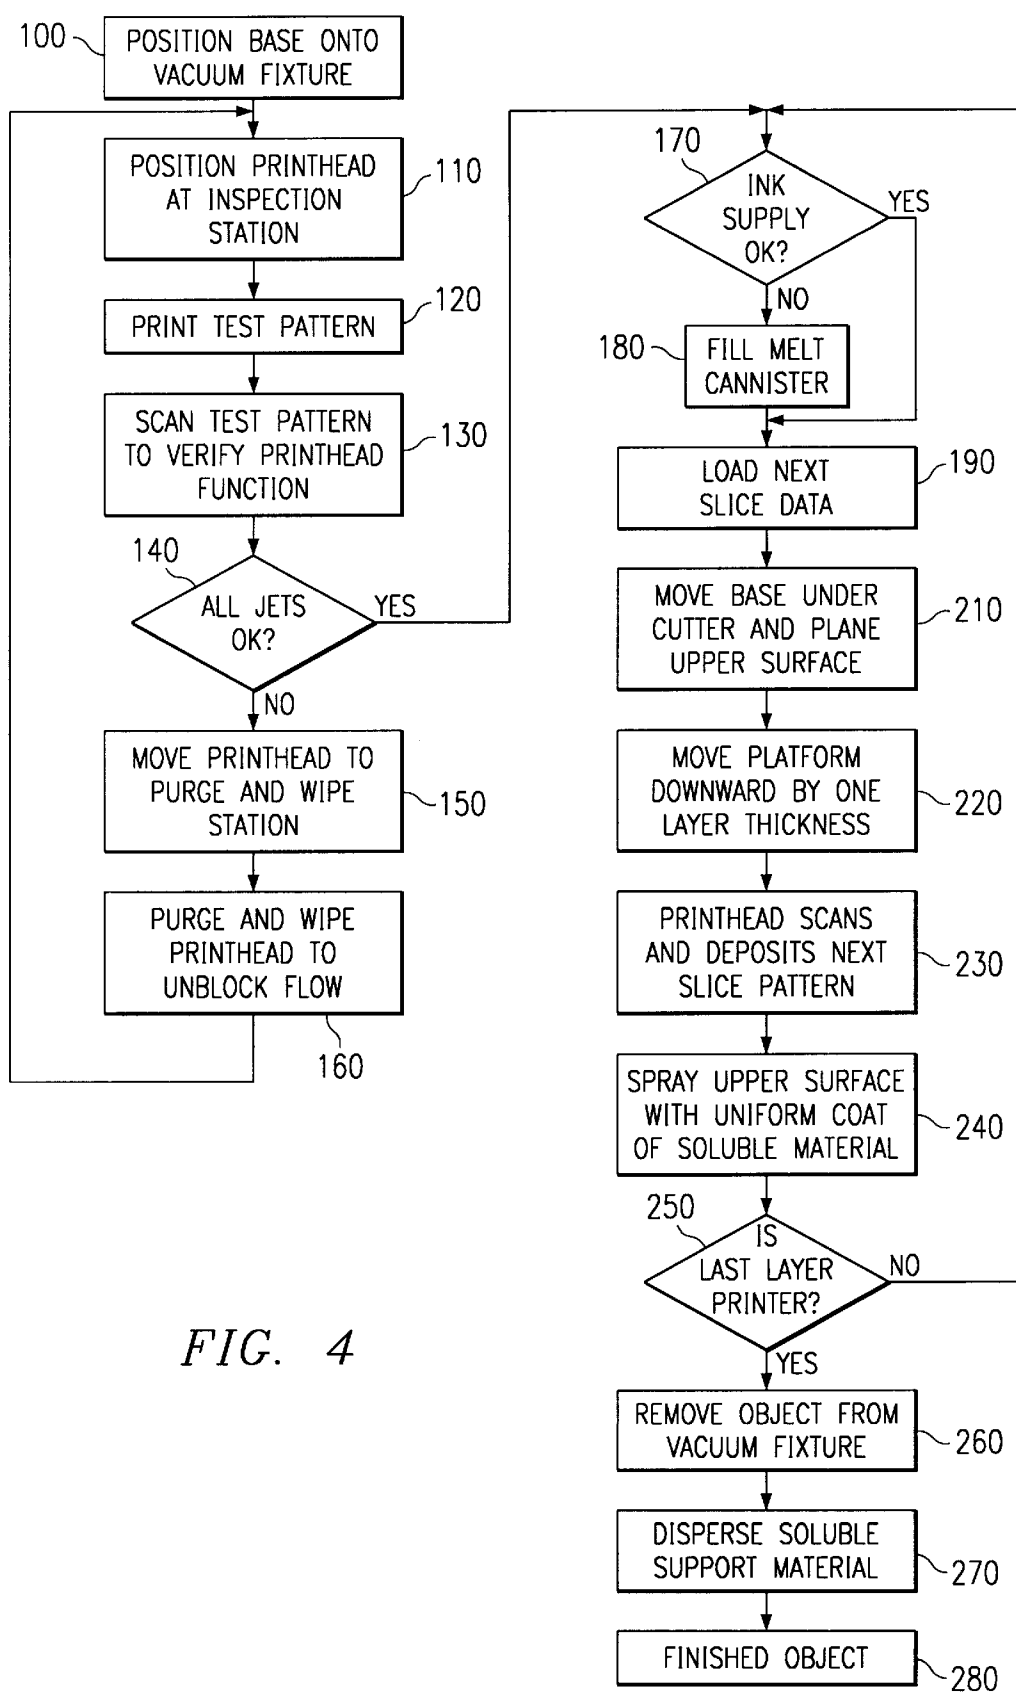 100
POSITION BASE ONTO
VACUUM FIXTURE
POSITION PRINTHEAD
AT INSPECTION
STATION
110
PRINT TEST PATTERN
120
SCAN TEST PATTERN
TO VERIFY PRINTHEAD
FUNCTION
130
140
ALL JETS
OK?
YES
NO
MOVE PRINTHEAD TO
PURGE AND WIPE
STATION
150
PURGE AND WIPE
PRINTHEAD TO
UNBLOCK FLOW
160
170
INK
SUPPLY
OK?
YES
NO
180
FILL MELT
CANNISTER
LOAD NEXT
SLICE DATA
190
MOVE BASE UNDER
CUTTER AND PLANE
UPPER SURFACE
210
MOVE PLATFORM
DOWNWARD BY ONE
LAYER THICKNESS
220
PRINTHEAD SCANS
AND DEPOSITS NEXT
SLICE PATTERN
230
SPRAY UPPER SURFACE
WITH UNIFORM COAT
OF SOLUBLE MATERIAL
240
250
IS
LAST LAYER
PRINTER?
NO
YES
REMOVE OBJECT FROM
VACUUM FIXTURE
260
DISPERSE SOLUBLE
SUPPORT MATERIAL
270
FINISHED OBJECT
280
FIG. 4